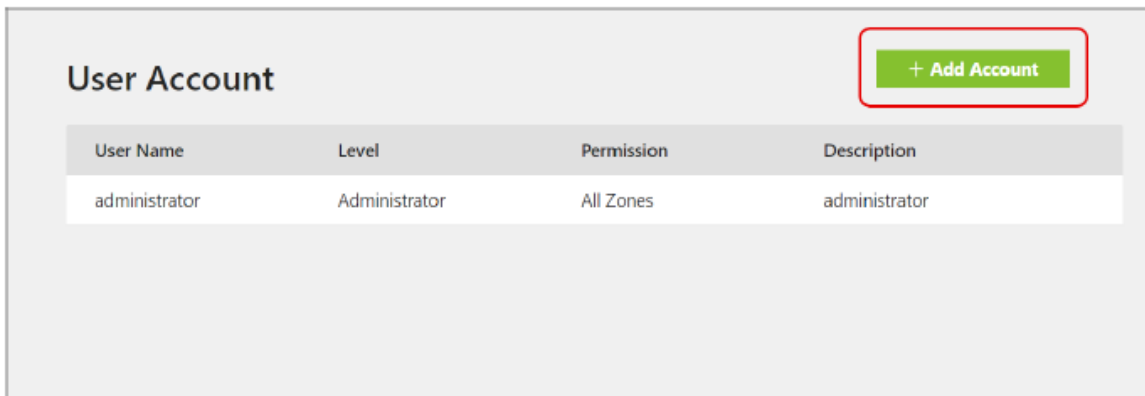 User Account
+ Add Account
User Name Level Permission Description
administrator Administrator All Zones administrator